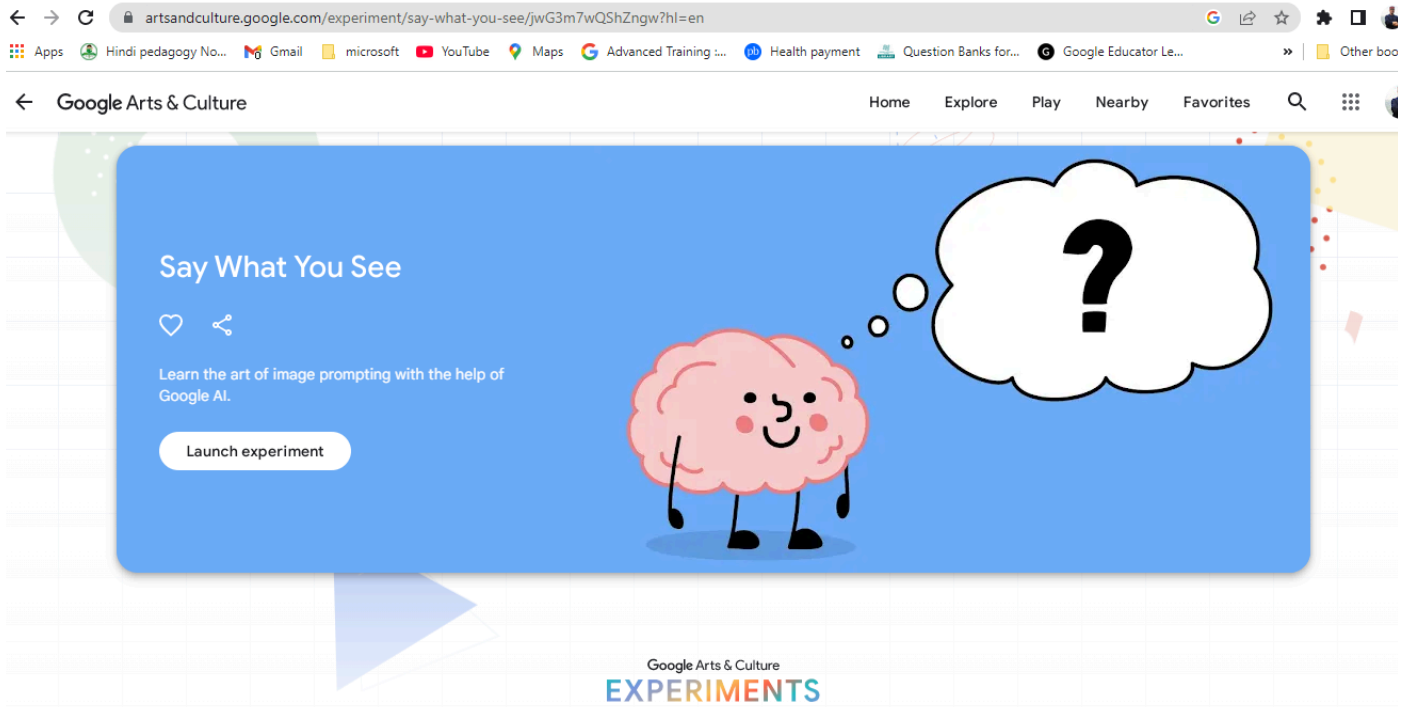 artsandculture.google.com/experiment/say-what-you-see/jwG3m7wQShZngw?hl=en
Apps Hindi pedagogy No... Gmail microsoft YouTube Maps Advanced Training :... pb Health payment Question Banks for... G Google Educator Le... » Other boo
Google Arts & Culture Home Explore Play Nearby Favorites
Say What You See
?
Learn the art of image prompting with the help of
Google AI.
Launch experiment
Google Arts & Culture
EXPERIMENTS